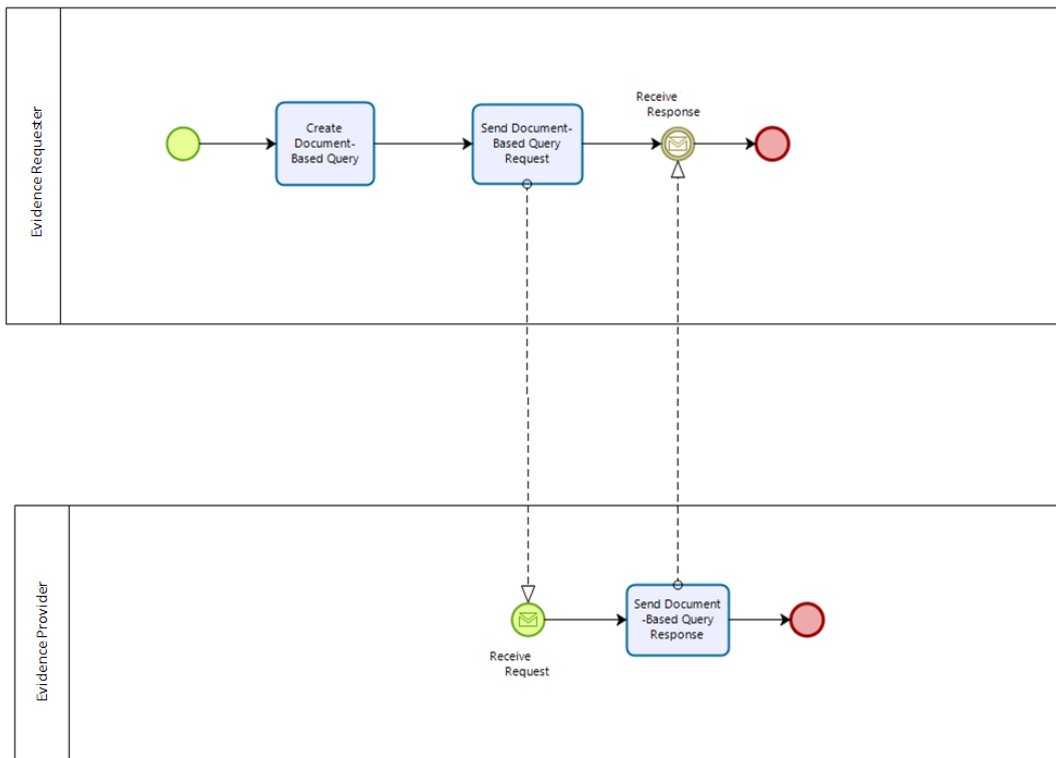 Evidence Requester
Create
Document-
Based Query
Send Document-
Based Query
Request
Receive
Response
Evidence Provider
Receive
Request
Send Document
-Based Query
Response